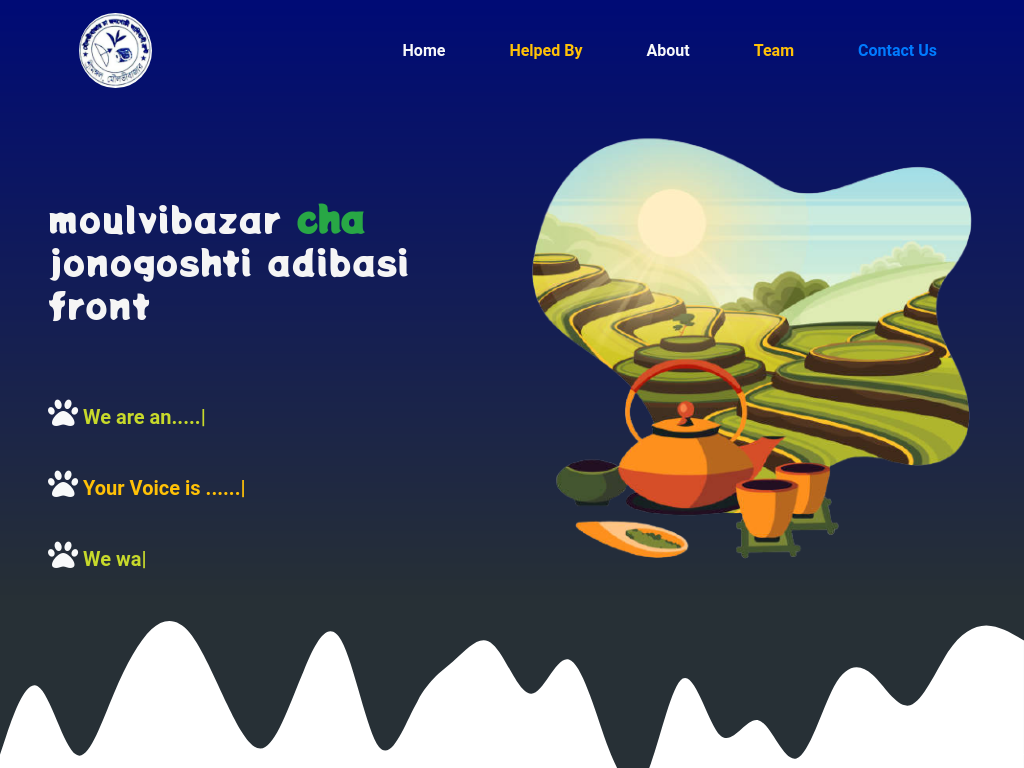 Home
Helped By
About
Team
Contact Us
moulvibazar cha
jonogoshti adibasi
front
We are an.....|
Your Voice is ......|
We wa|